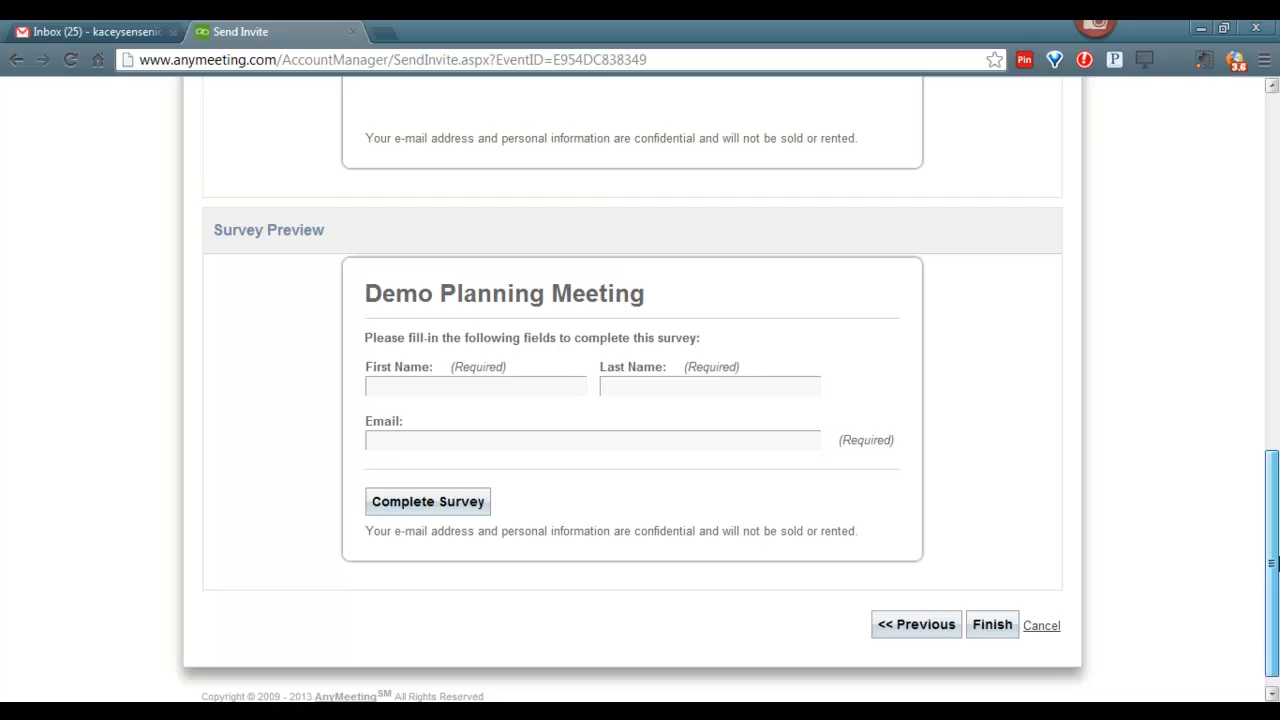 Inbox (25) - kaceysensenic
Send Invite
www.anymeeting.com/AccountManager/SendInvite.aspx?EventID=E954DC838349
Pin
P
3.6
Your e-mail address and personal information are confidential and will not be sold or rented.
Survey Preview
Demo Planning Meeting
Please fill-in the following fields to complete this survey:
First Name: (Required) Last Name: (Required)
Email:
(Required)
Complete Survey
Your e-mail address and personal information are confidential and will not be sold or rented.
<< Previous Finish Cancel
Copyright © 2009 - 2013 AnyMeeting SM All Rights Reserved